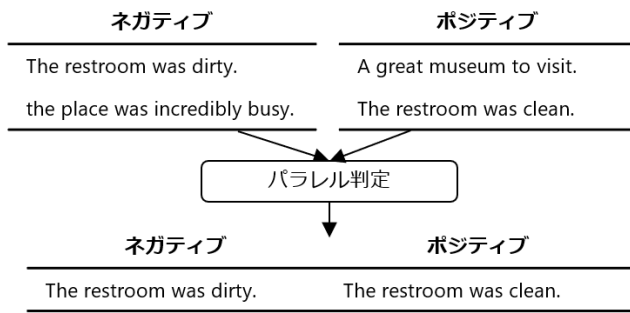 ネガティブ
ポジティブ
The restroom was dirty.
A great museum to visit.
the place was incredibly busy.
The restroom was clean.
パラレル判定
ネガティブ
ポジティブ
The restroom was dirty.
The restroom was clean.